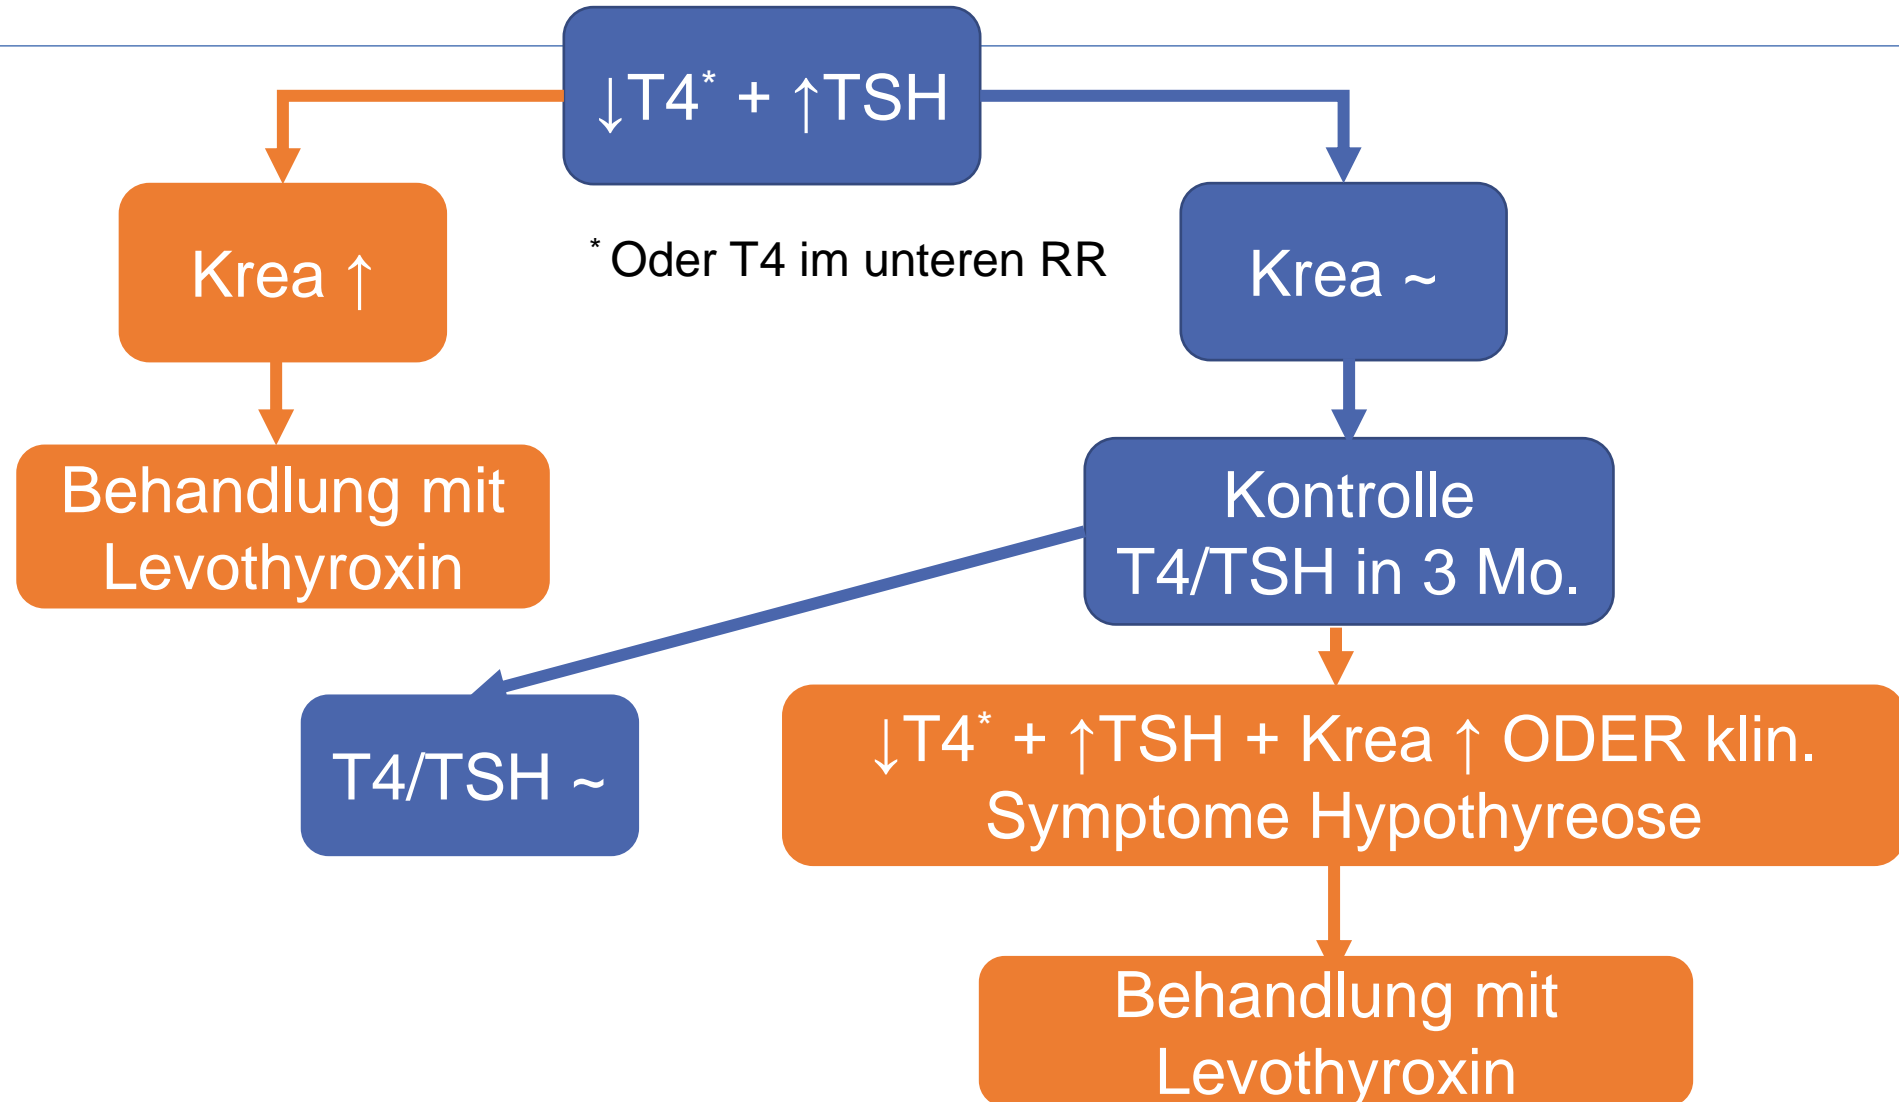 ↓T4* + ↑TSH
Krea ↑
* Oder T4 im unteren RR
Krea ~
Behandlung mit
Levothyroxin
Kontrolle
T4/TSH in 3 Mo.
T4/TSH ~
↓T4* + ↑TSH + Krea ↑ ODER klin.
Symptome Hypothyreose
Behandlung mit
Levothyroxin